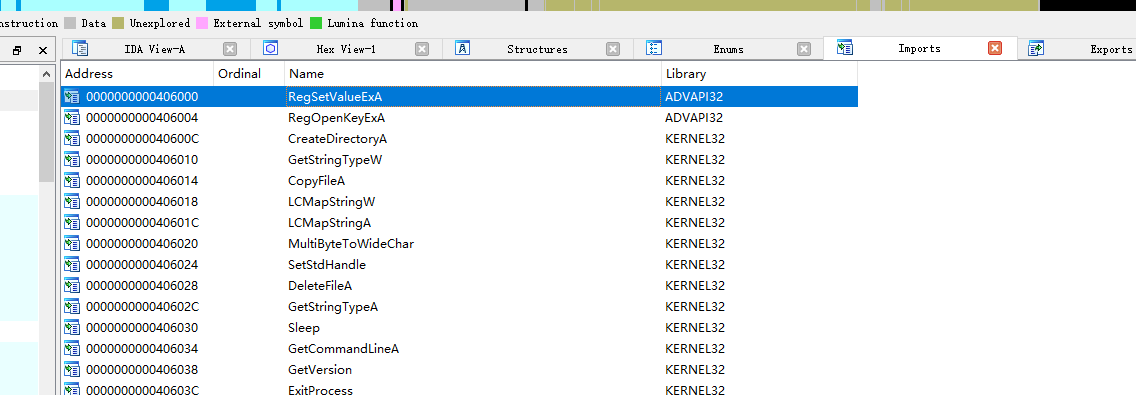 nstruction Data Unexplored External symbol Lumina function
IDA View-A Hex View-1 Structures Enums Imports Exports
Address Ordinal Name Library
0000000000406000 RegSetValueExA ADVAPI32
0000000000406004 RegOpenKeyExA ADVAPI32
000000000040600C CreateDirectoryA KERNEL32
0000000000406010 GetStringTypeW KERNEL32
0000000000406014 CopyFileA KERNEL32
0000000000406018 LCMapStringW KERNEL32
000000000040601C LCMapStringA KERNEL32
0000000000406020 MultiByteToWideChar KERNEL32
0000000000406024 SetStdHandle KERNEL32
0000000000406028 DeleteFileA KERNEL32
000000000040602C GetStringTypeA KERNEL32
0000000000406030 Sleep KERNEL32
0000000000406034 GetCommandLineA KERNEL32
0000000000406038 GetVersion KERNEL32
000000000040603C ExitProcess KERNEL32